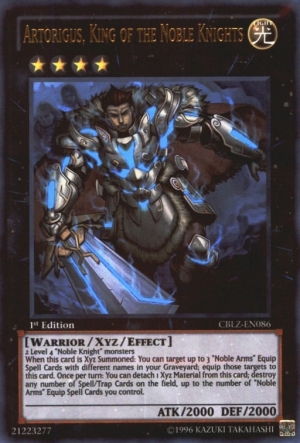 ARTORIGUS, KING OF THE NOBLE KNIGHTS
LIGHT
光
CBLZ-EN086
1st Edition
[WARRIOR / XYZ / EFFECT]
2 Level 4 "Noble Knight" monsters
When this card is Xyz Summoned: You can target up to 3 "Noble Arms" Equip
Spell Cards with different names in your Graveyard; equip those targets to
this card. Once per turn: You can detach 1 Xyz Material from this card; destroy
any number of Spell/Trap Cards on the field, up to the number of "Noble
Arms" Equip Spell Cards you control.
ATK/2000 DEF/2000
21223277
©1996 KAZUKI TAKAHASHI